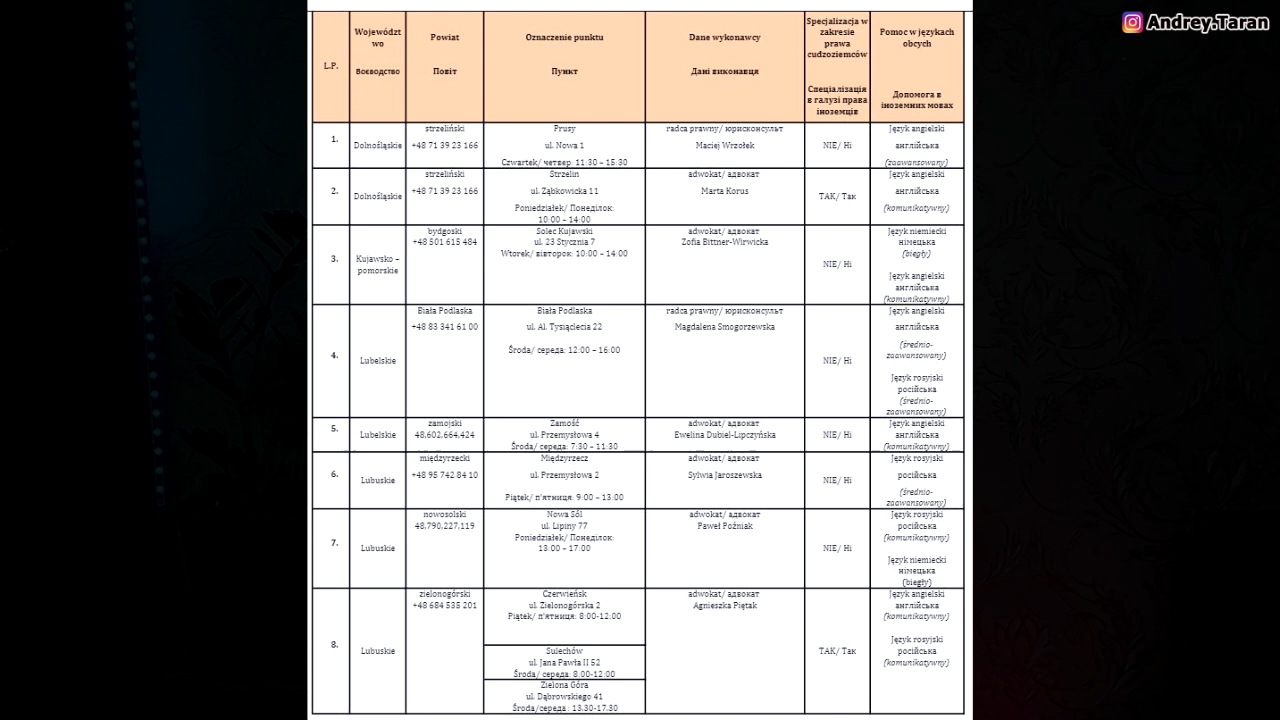 Andrey.Taran
L.P.
Województ
wo
Воєводство
Powiat
Повіт
Oznaczenie punktu
Пункт
Dane wykonawcy
Дані виконавця
Specjalizacja w
zakresie
prawa
cudzoziemców
Спеціалізація
в галузі права
іноземців
Pomoc w językach
obcych
Допомога в
іноземних мовах
1.
Dolnośląskie
strzeliński
+48 71 39 23 166
Prusy
ul. Nowa 1
Czwartek/ четвер: 11:30 – 15:30
radca prawny/ юрисконсульт
Maciej Wrzołek
NIE/ Ні
Język angielski
англійська
(zaawansowany)
2.
Dolnośląskie
strzeliński
+48 71 39 23 166
Strzelin
ul. Ząbkowicka 11
Poniedziałek/ Понеділок:
10:00 – 14:00
adwokat/ адвокат
Marta Korus
TAK/ Так
Język angielski
англійська
(komunikatywny)
3.
Kujawsko –
pomorskie
bydgoski
+48 501 615 484
Solec Kujawski
ul. 23 Stycznia 7
Wtorek/ вівторок: 10:00 – 14:00
adwokat/ адвокат
Zofia Bittner-Wirwicka
NIE/ Ні
Język niemiecki
німецька
(biegły)
Język angielski
англійська
(komunikatywny)
4.
Lubelskie
Biała Podlaska
+48 83 341 61 00
Biała Podlaska
ul. Al. Tysiąclecia 22
Środa/ середа: 12:00 – 16:00
radca prawny/ юрисконсульт
Magdalena Smogorzewska
NIE/ Ні
Język angielski
англійська
(średnio-
zaawansowany)
Język rosyjski
російська
(średnio-
zaawansowany)
5.
Lubelskie
zamojski
48,602,664,424
Zamość
ul. Przemysłowa 4
Środa/ середа: 7:30 – 11:30
adwokat/ адвокат
Ewelina Dubiel-Lipczyńska
NIE/ Ні
Język angielski
англійська
(komunikatywny)
6.
Lubuskie
międzyrzecki
+48 95 742 84 10
Międzyrzecz
ul. Przemysłowa 2
Piątek/ п'ятниця: 9:00 – 13:00
adwokat/ адвокат
Sylwia Jaroszewska
NIE/ Ні
Język rosyjski
російська
(średnio-
zaawansowany)
7.
Lubuskie
nowosolski
48,790,227,119
Nowa Sól
ul. Lipiny 77
Poniedziałek/ Понеділок:
13:00 – 17:00
adwokat/ адвокат
Paweł Poźniak
NIE/ Ні
Język rosyjski
російська
(komunikatywny)
Język niemiecki
німецька
(biegły)
8.
Lubuskie
zielonogórski
+48 684 535 201
Czerwieńsk
ul. Zielonogórska 2
Piątek/ п'ятниця: 8:00-12:00
Sulechów
ul. Jana Pawła II 52
Środa/ середа: 8:00-12:00
Zielona Góra
ul. Dąbrowskiego 41
Środa/середа: 13.30-17.30
adwokat/ адвокат
Agnieszka Piętak
TAK/ Так
Język angielski
англійська
(komunikatywny)
Język rosyjski
російська
(komunikatywny)